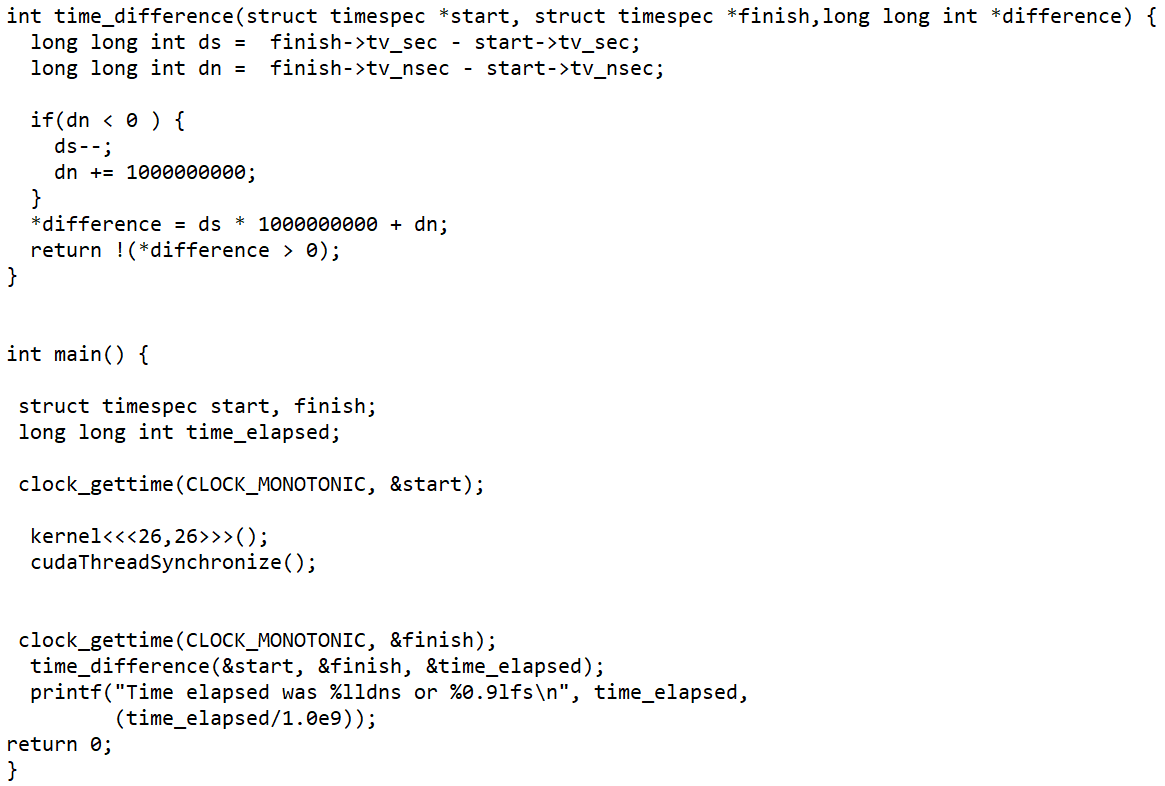 int time_difference(struct timespec *start, struct timespec *finish,long long int *difference) {
  long long int ds =  finish->tv_sec - start->tv_sec;
  long long int dn =  finish->tv_nsec - start->tv_nsec;

  if(dn < 0 ) {
    ds--;
    dn += 1000000000;
  }
  *difference = ds * 1000000000 + dn;
  return !(*difference > 0);
}


int main() {

 struct timespec start, finish;
 long long int time_elapsed;

 clock_gettime(CLOCK_MONOTONIC, &start);

  kernel<<<26,26>>>();
  cudaThreadSynchronize();


 clock_gettime(CLOCK_MONOTONIC, &finish);
  time_difference(&start, &finish, &time_elapsed);
  printf("Time elapsed was %lldns or %0.9lfs\n", time_elapsed,
         (time_elapsed/1.0e9));
return 0;
}